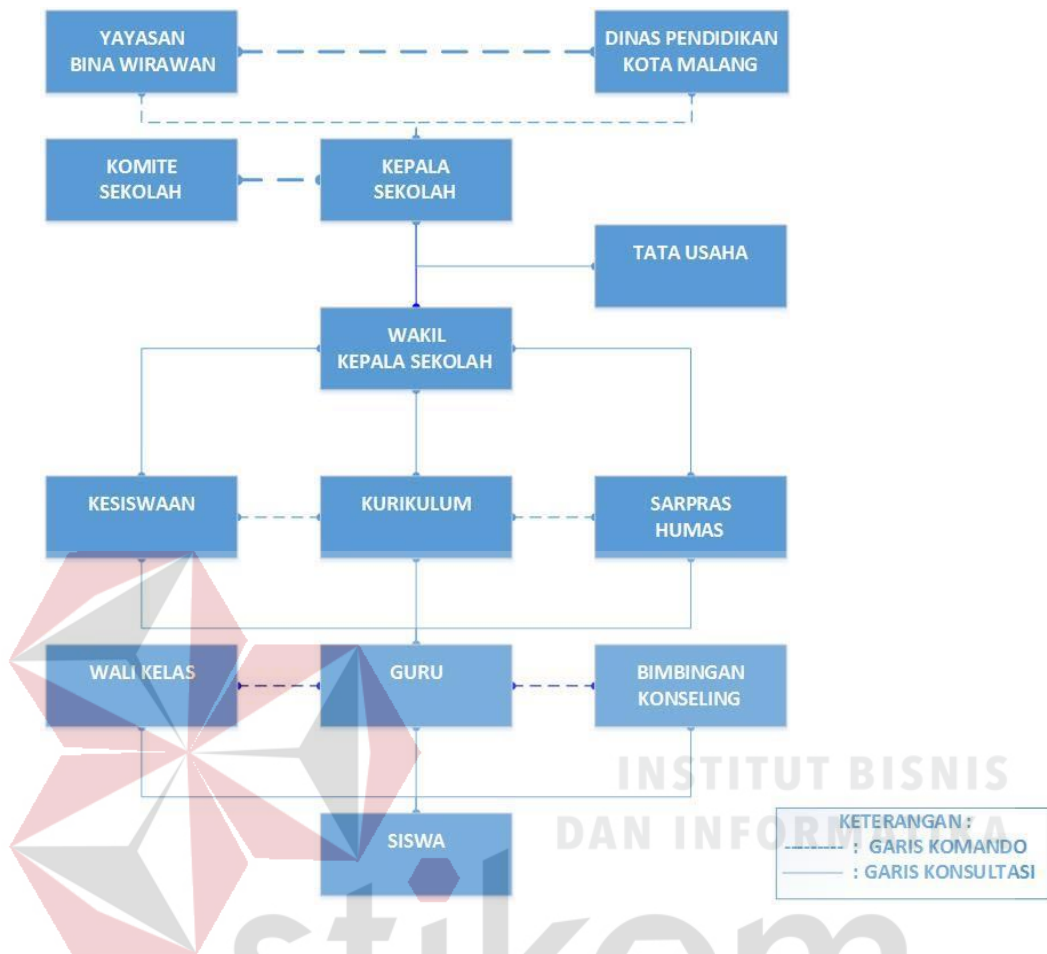 YAYASAN
BINA WIRAWAN
DINAS PENDIDIKAN
KOTA MALANG
KOMITE
SEKOLAH
KEPALA
SEKOLAH
TATA USAHA
WAKIL
KEPALA SEKOLAH
KESISWAAN
KURIKULUM
SARPRAS
HUMAS
WALI KELAS
GURU
BIMBINGAN
KONSELING
SISWA
INSTITUT BISNIS
DAN INFORMATIKA
KETERANGAN :
: GARIS KOMANDO
: GARIS KONSULTASI
stikom